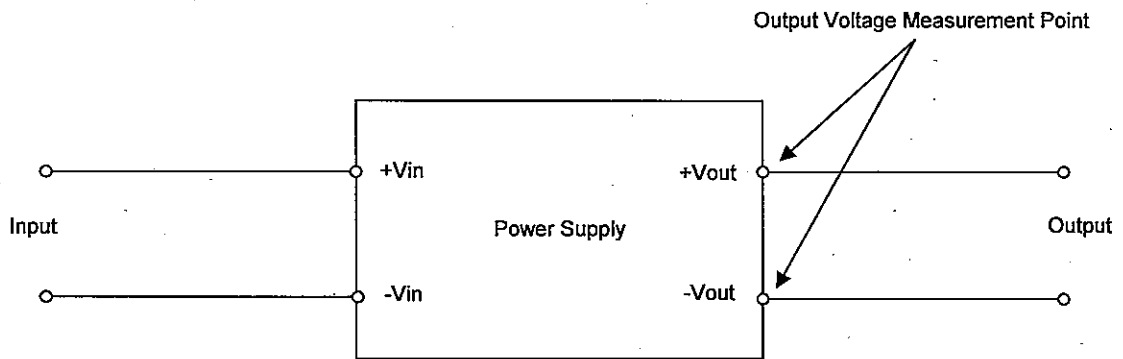 Output Voltage Measurement Point
+Vin
+Vout
Input
Power Supply
Output
-Vin
-Vout